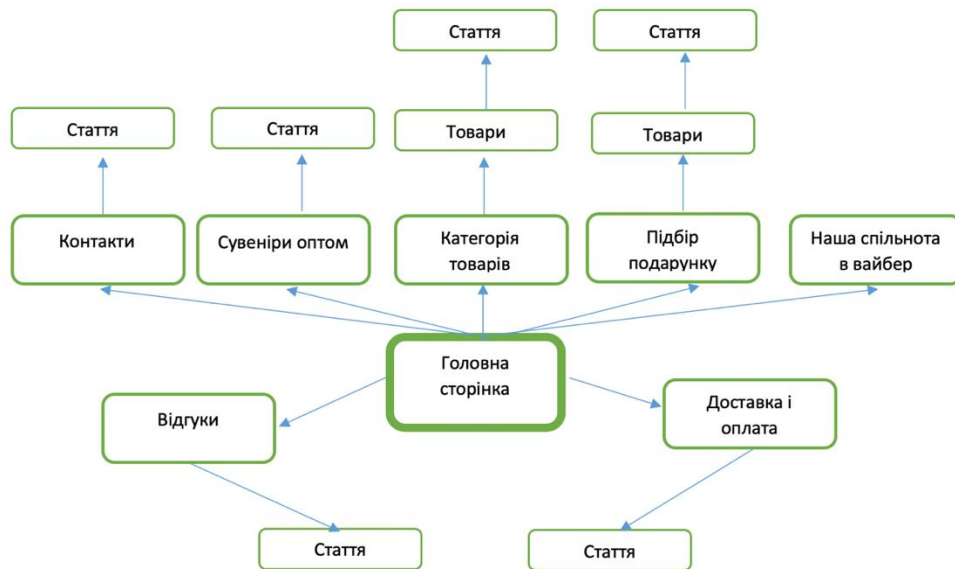 Стаття
Стаття
Стаття
Стаття
Товари
Товари
Контакти
Сувеніри оптом
Категорія
товарів
Підбір
подарунку
Наша спільнота
в вайбер
Головна
сторінка
Відгуки
Доставка і
оплата
Стаття
Стаття